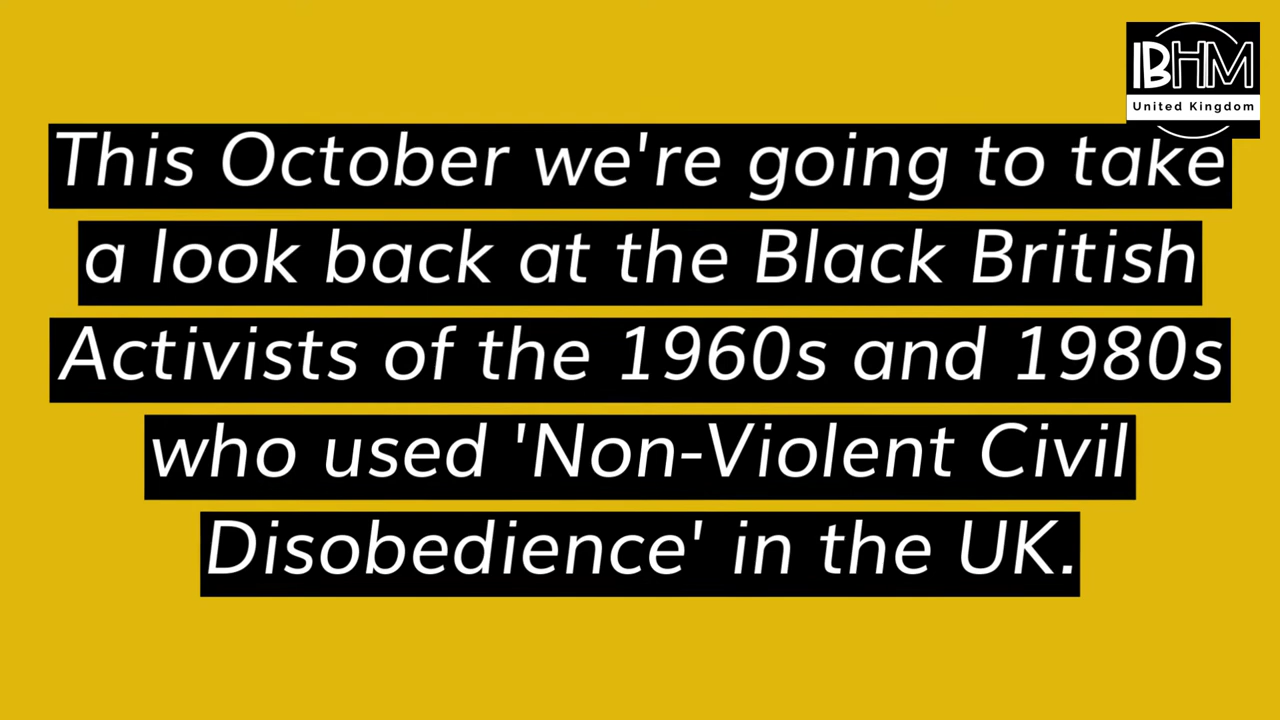 IBHM
United Kingdom
This October we're going to take
a look back at the Black British
Activists of the 1960s and 1980s
who used 'Non-Violent Civil
Disobedience' in the UK.